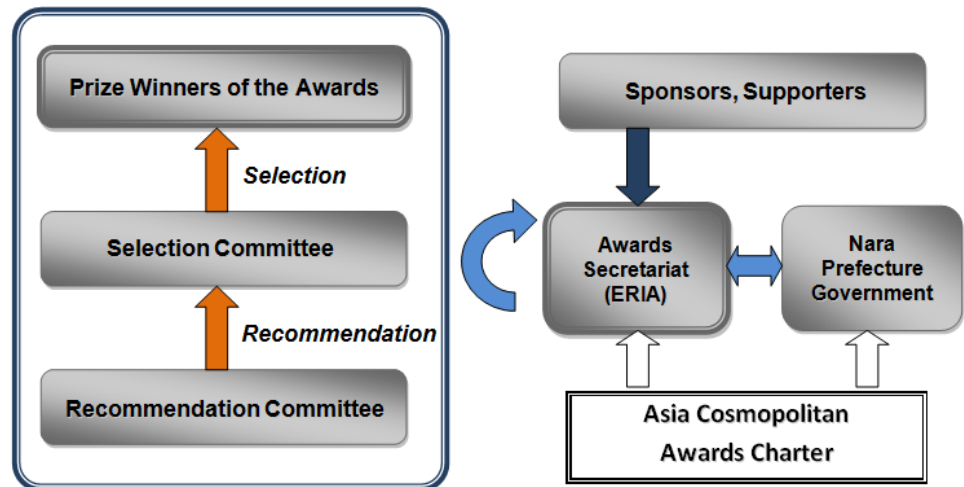 Prize Winners of the Awards
Selection
Selection Committee
Recommendation
Recommendation Committee
Sponsors, Supporters
Awards
Secretariat
(ERIA)
Nara
Prefecture
Government
Asia Cosmopolitan
Awards Charter